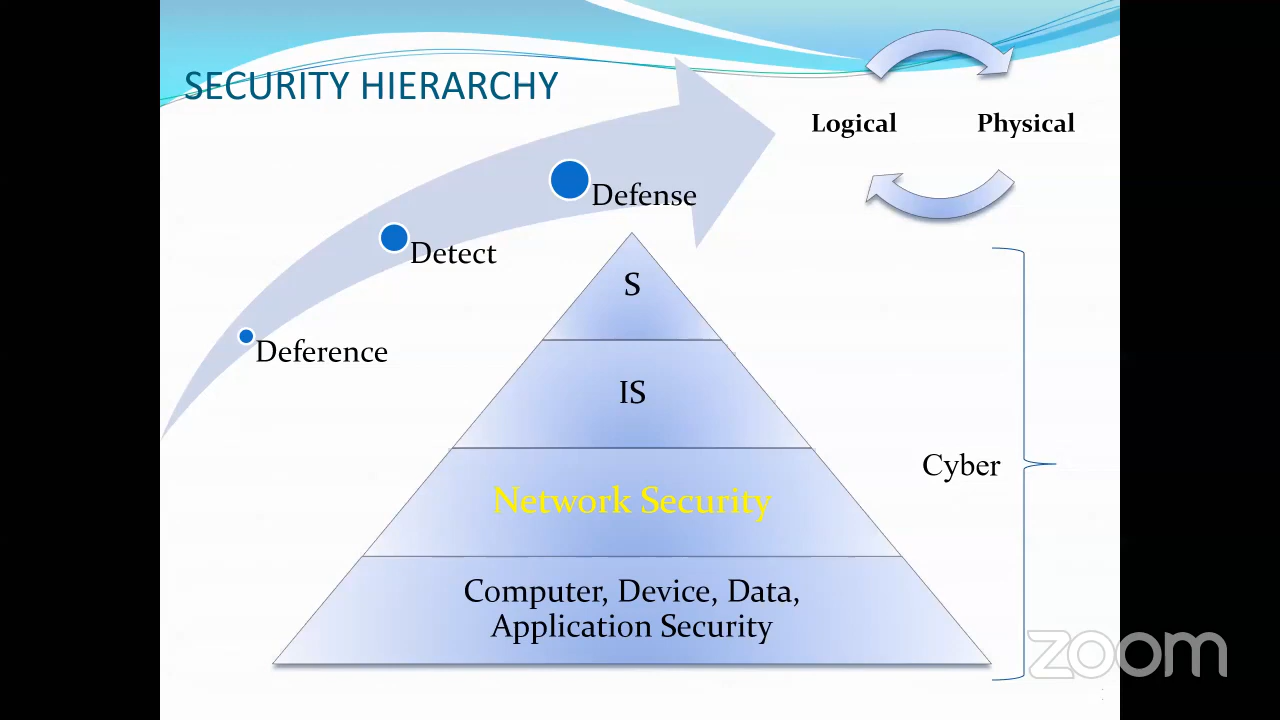 SECURITY HIERARCHY
Logical
Physical
Defense
Detect
Deference
S
IS
Cyber
Network Security
Computer, Device, Data,
Application Security
zoom